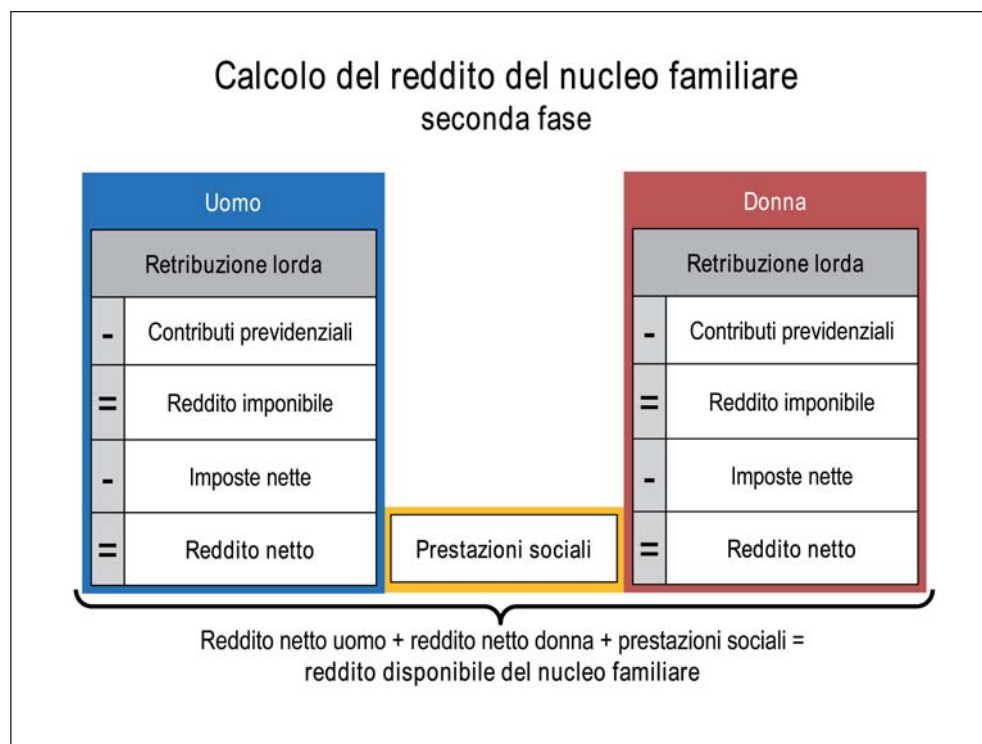 Calcolo del reddito del nucleo familiare
seconda fase
Uomo
Retribuzione lorda
- Contributi previdenziali
= Reddito imponibile
- Imposte nette
= Reddito netto
Prestazioni sociali
Donna
Retribuzione lorda
- Contributi previdenziali
= Reddito imponibile
- Imposte nette
= Reddito netto
Reddito netto uomo + reddito netto donna + prestazioni sociali =
reddito disponibile del nucleo familiare